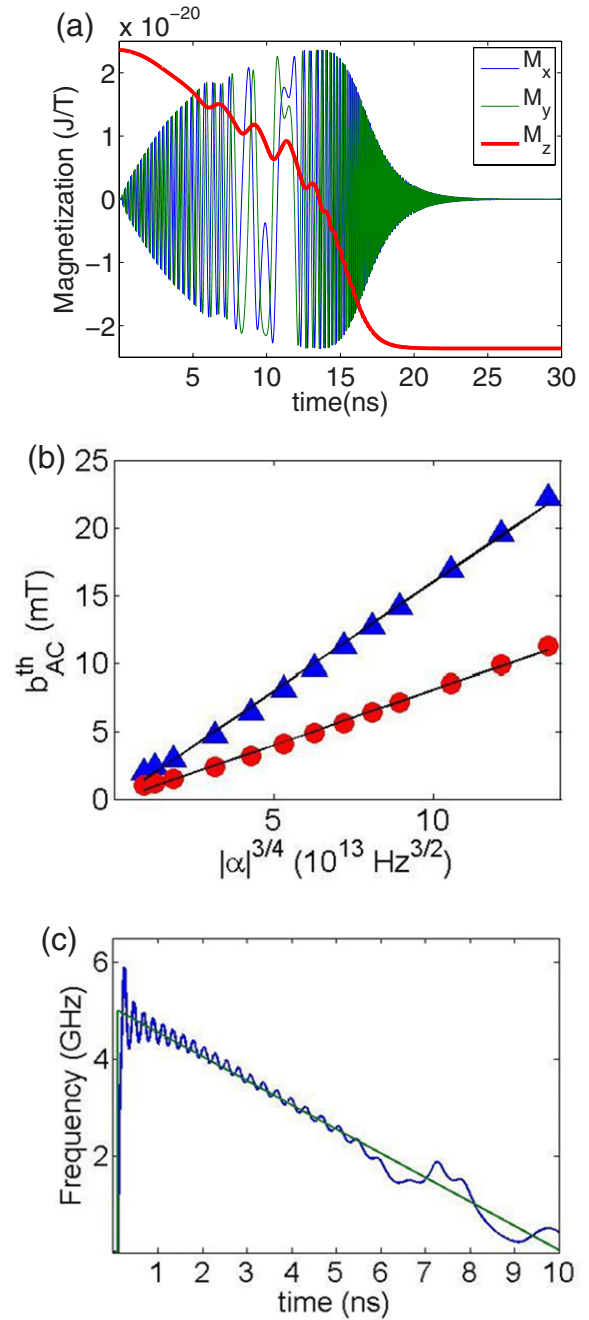 (a)
x 10⁻²⁰
Magnetization (J/T)
2
1
0
−1
−2
M_x
M_y
M_z
5 10 15 20 25 30
time(ns)
(b)
b_AC^th (mT)
25
20
15
10
5
0
5 10
|α|^3/4 (10^13 Hz^3/2)
(c)
Frequency (GHz)
6
4
2
1 2 3 4 5 6 7 8 9 10
time (ns)